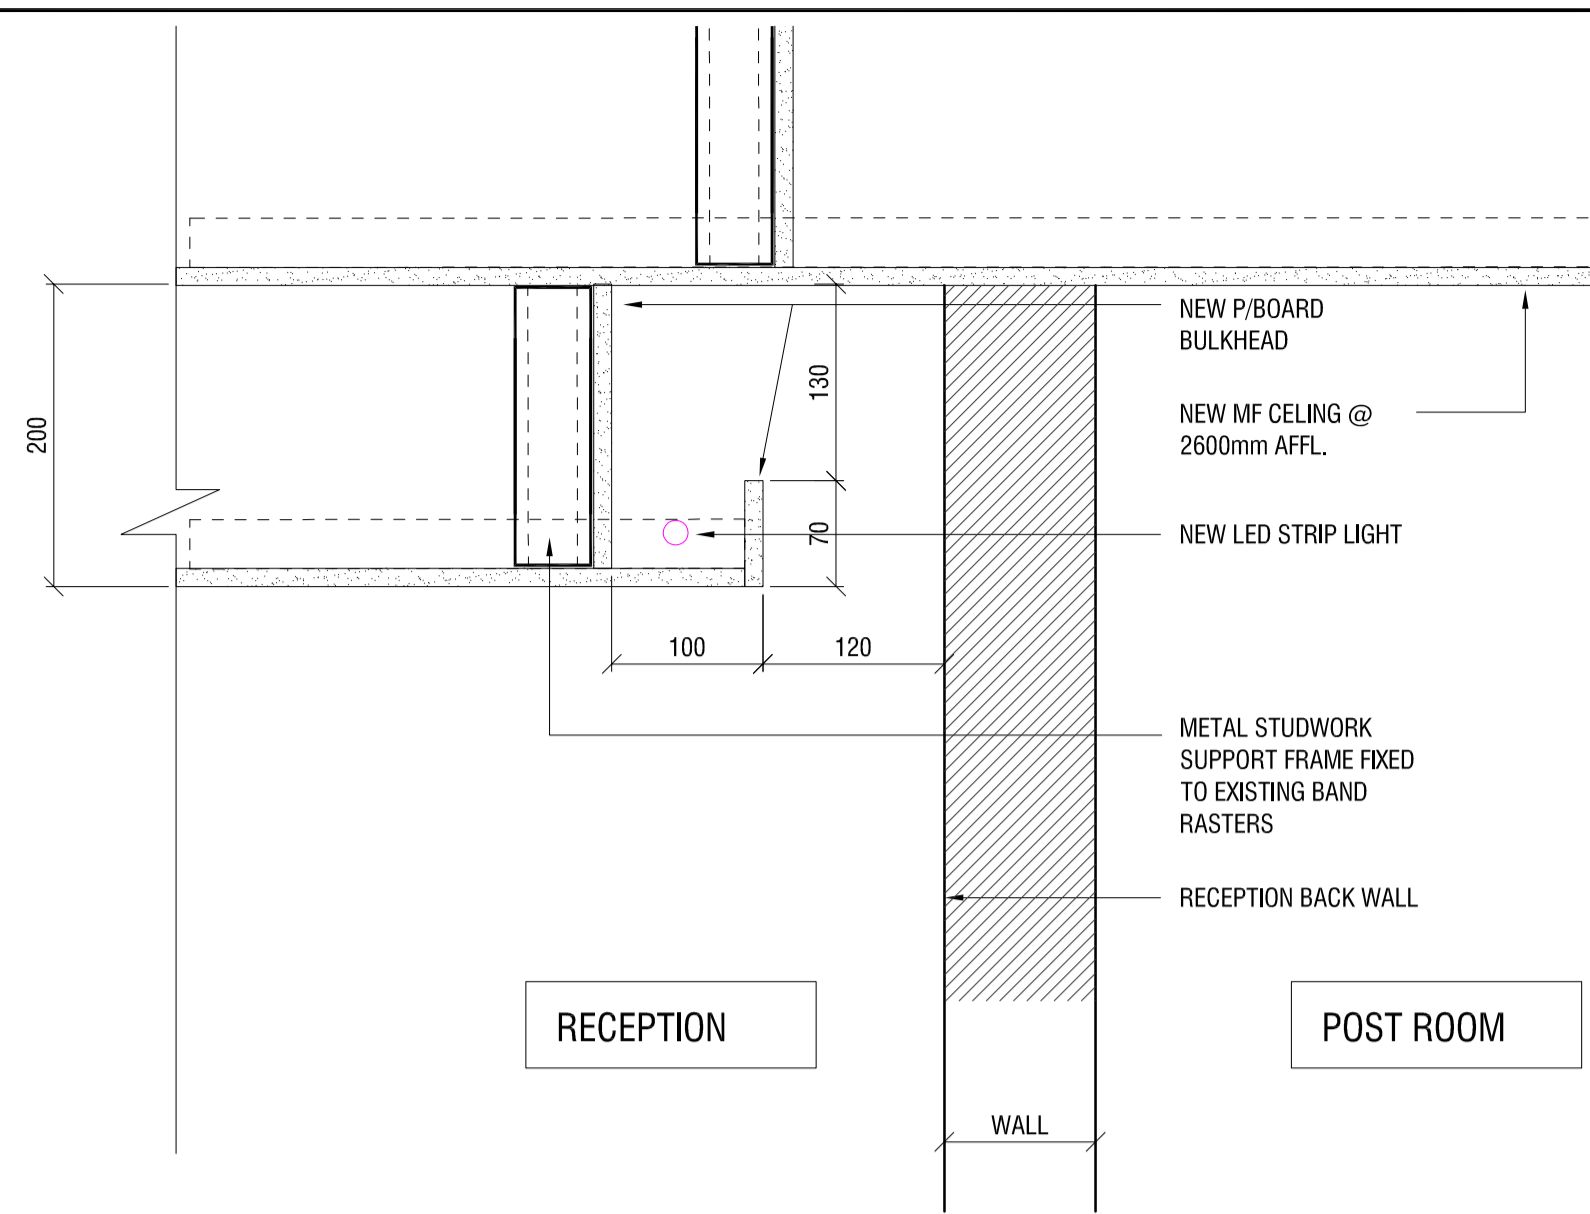 NEW P/BOARD
BULKHEAD
130
200
NEW MF CELING @
2600mm AFFL.
70
NEW LED STRIP LIGHT
100
120
METAL STUDWORK
SUPPORT FRAME FIXED
TO EXISTING BAND
RASTERS
RECEPTION BACK WALL
RECEPTION
POST ROOM
WALL